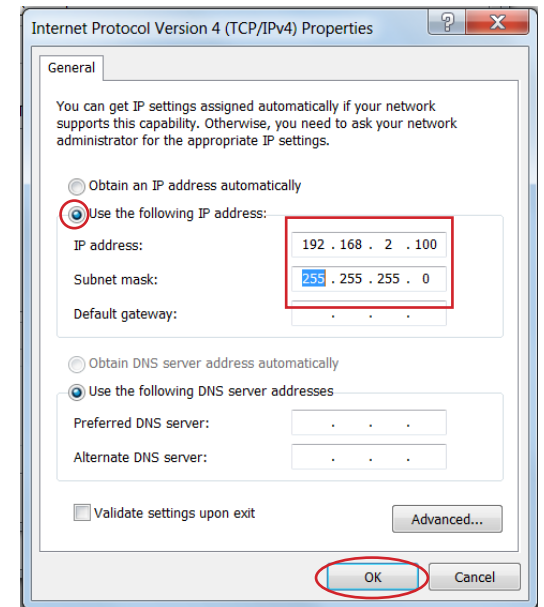 Internet Protocol Version 4 (TCP/IPv4) Properties
General
You can get IP settings assigned automatically if your network
supports this capability. Otherwise, you need to ask your network
administrator for the appropriate IP settings.
Obtain an IP address automatically
Use the following IP address:
IP address: 192 . 168 . 2 . 100
Subnet mask: 255 . 255 . 255 . 0
Default gateway: . . .
Obtain DNS server address automatically
Use the following DNS server addresses
Preferred DNS server: . . .
Alternate DNS server: . . .
Validate settings upon exit
Advanced...
OK Cancel